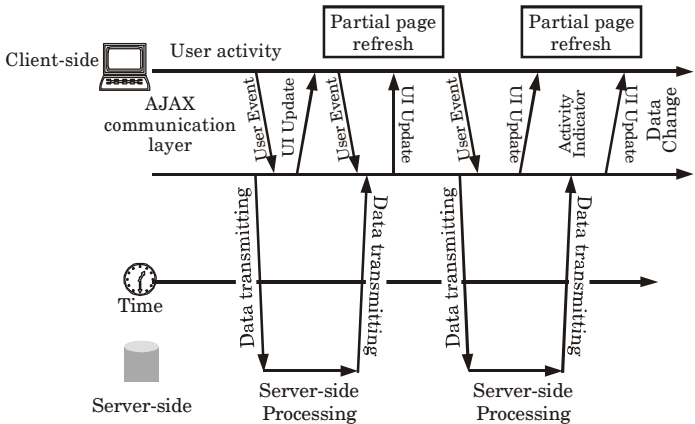 Partial page
refresh
Partial page
refresh
Client-side
User activity
AJAX
communication
layer
User Event
UI Update
User Event
UI Update
User Event
UI Update
Activity
Indicator
UI Update
Data
Change
Data transmitting
Data transmitting
Data transmitting
Data transmitting
Time
Server-side
Server-side
Processing
Server-side
Processing